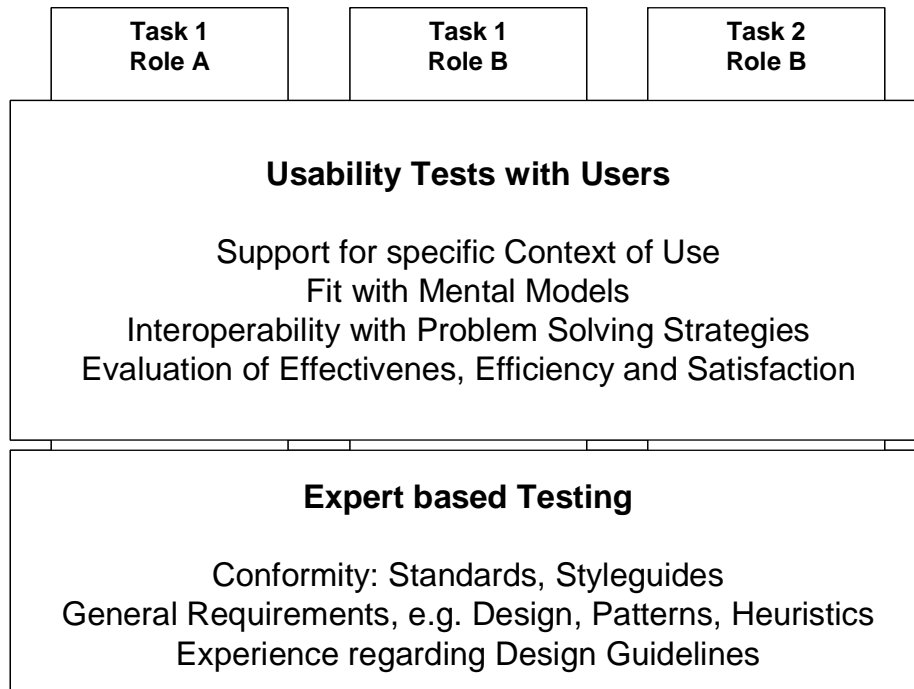 Task 1
Role A
Task 1
Role B
Task 2
Role B
Usability Tests with Users
Support for specific Context of Use
Fit with Mental Models
Interoperability with Problem Solving Strategies
Evaluation of Effectivenes, Efficiency and Satisfaction
Expert based Testing
Conformity: Standards, Styleguides
General Requirements, e.g. Design, Patterns, Heuristics
Experience regarding Design Guidelines